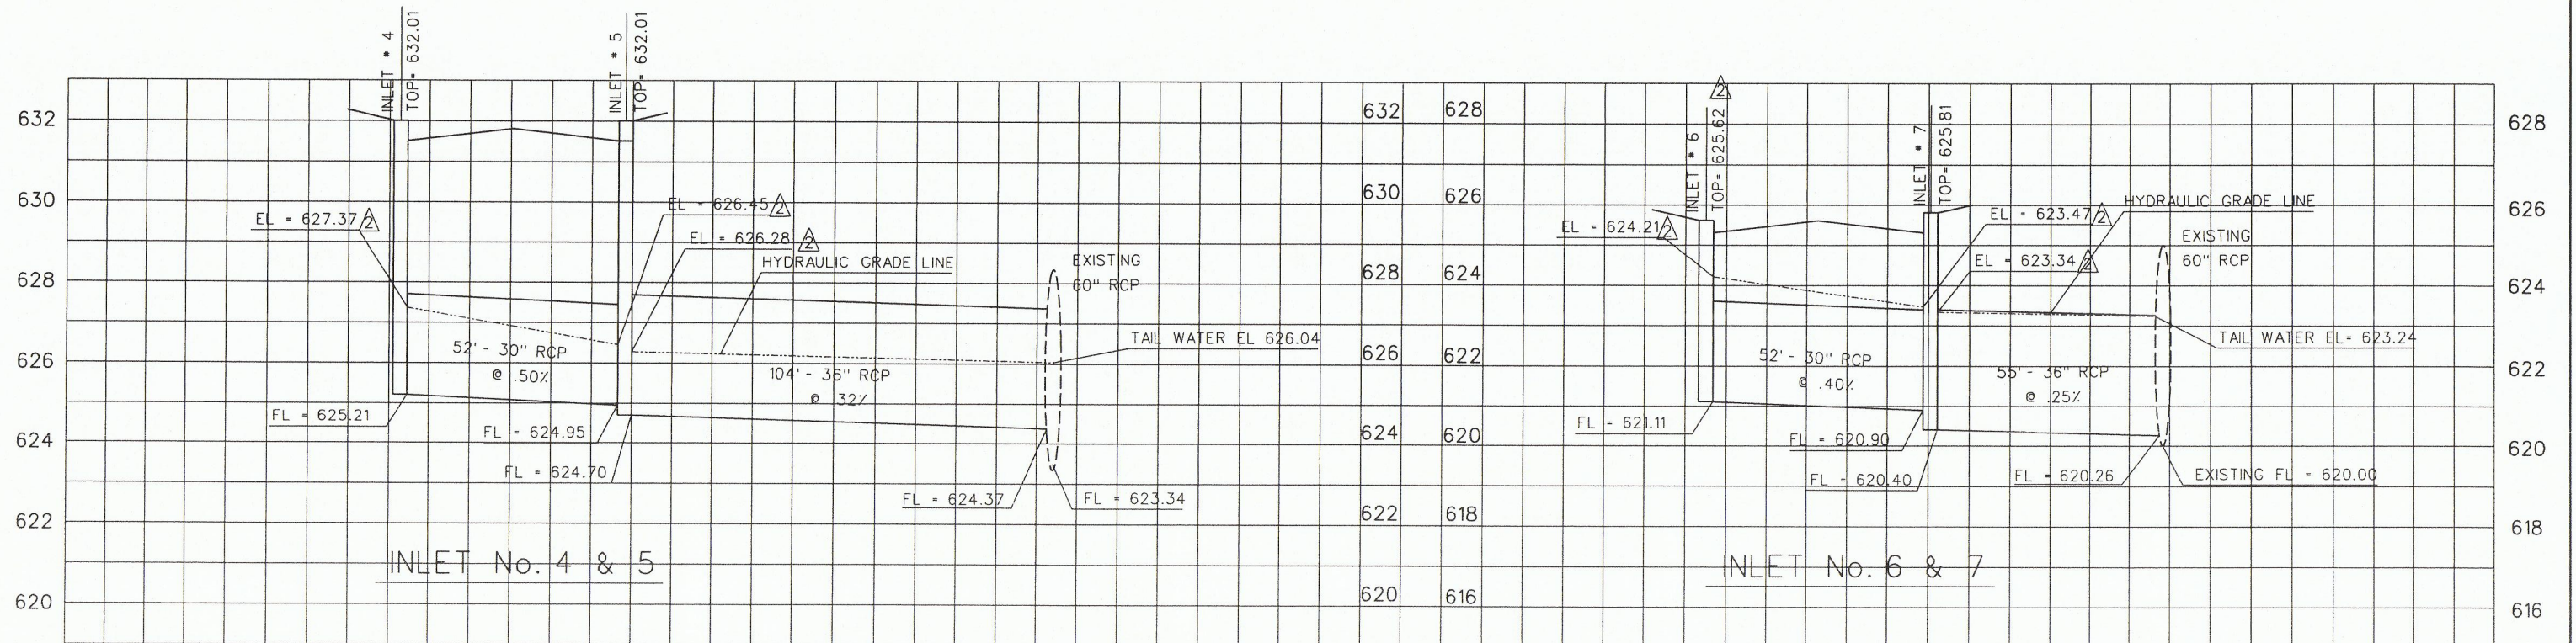 INLET * 4
TOP= 632.01
INLET * 5
TOP= 632.01
632
630
628
626
624
622
620
EL = 627.37
2
EL = 626.45
2
EL = 626.28
2
HYDRAULIC GRADE LINE
EXISTING
60" RCP
TAIL WATER EL 626.04
52' - 30" RCP
@ .50%
104' - 36" RCP
@ .32%
FL = 625.21
FL = 624.95
FL = 624.70
FL = 624.37
FL = 623.34
INLET No. 4 & 5
632 628
630 626
628 624
626 622
624 620
622 618
620 616
INLET * 6
TOP= 625.62
2
INLET * 7
TOP= 625.81
EL = 624.21
2
EL = 623.47
2
EL = 623.34
2
HYDRAULIC GRADE LINE
EXISTING
60" RCP
TAIL WATER EL= 623.24
52' - 30" RCP
@ .40%
55' - 36" RCP
@ .25%
FL = 621.11
FL = 620.90
FL = 620.40
FL = 620.26
EXISTING FL = 620.00
INLET No. 6 & 7
628
626
624
622
620
618
616